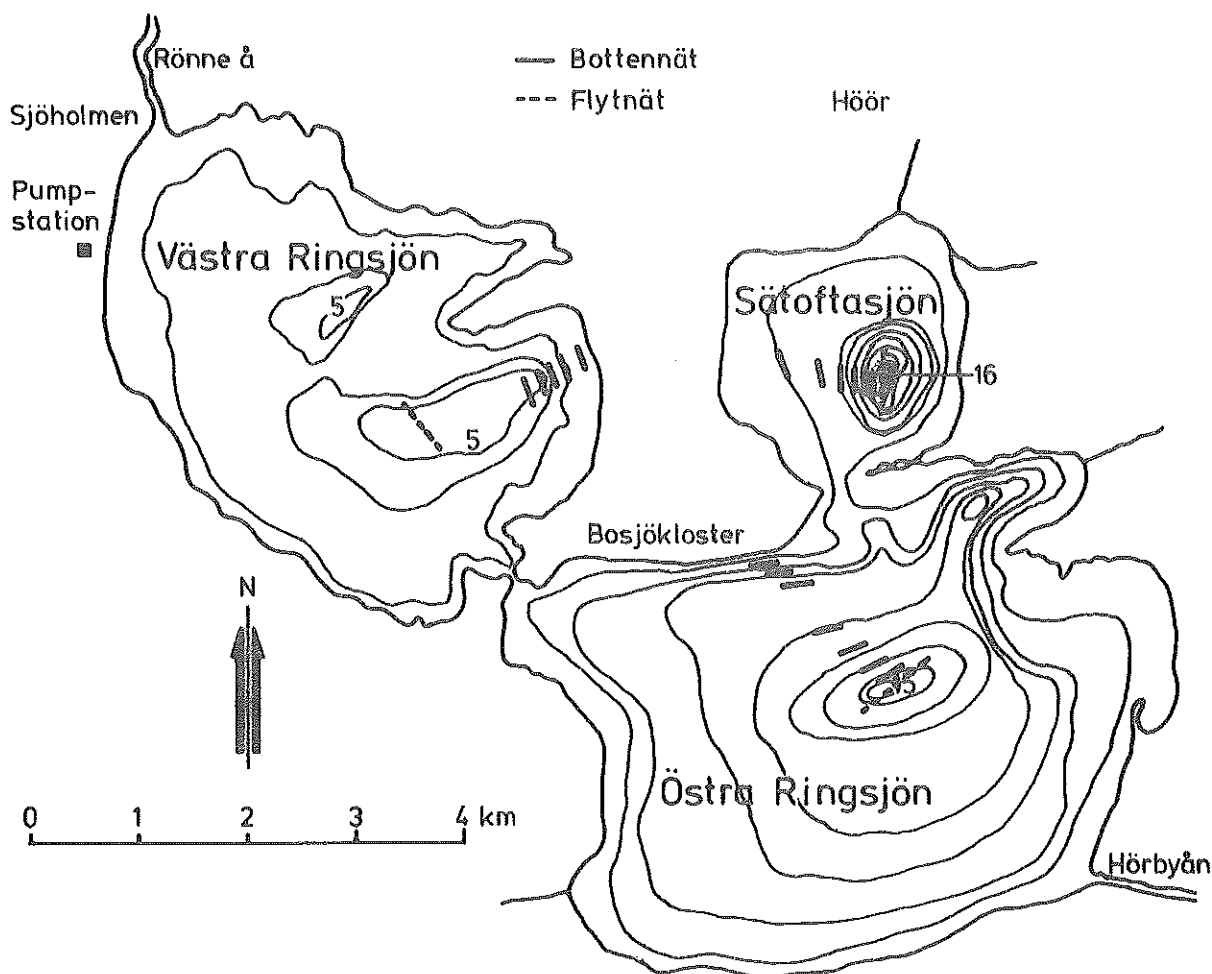 Rönne å
Bottennät
Flytnät
Höör
Sjöholmen
Pump-
station
Västra Ringsjön
5
Sätoftasjön
16
5
Bosjökloster
N
Östra Ringsjön
0 1 2 3 4 km
Hörbyån